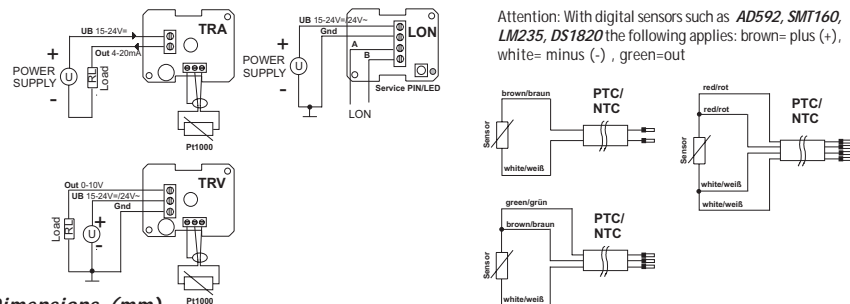 UB 15-24V=
TRA
Out 4-20mA
+
POWER
SUPPLY
U
RL
Load
-
Pt1000
UB 15-24V=/24V~
LON
Gnd
A
B
+
POWER
SUPPLY
U
-
Service PIN/LED
LON
Out 0-10V
TRV
UB 15-24V=/24V~
Gnd
Load
RL
+
U
-
Pt1000
Dimensions (mm)
Attention: With digital sensors such as AD592, SMT160,
LM235, DS1820 the following applies: brown= plus (+),
white= minus (-) , green=out
brown/braun
PTC/
NTC
Sensor
white/weiß
red/rot
red/rot
PTC/
NTC
Sensor
white/weiß
white/weiß
green/grün
brown/braun
PTC/
NTC
Sensor
white/weiß